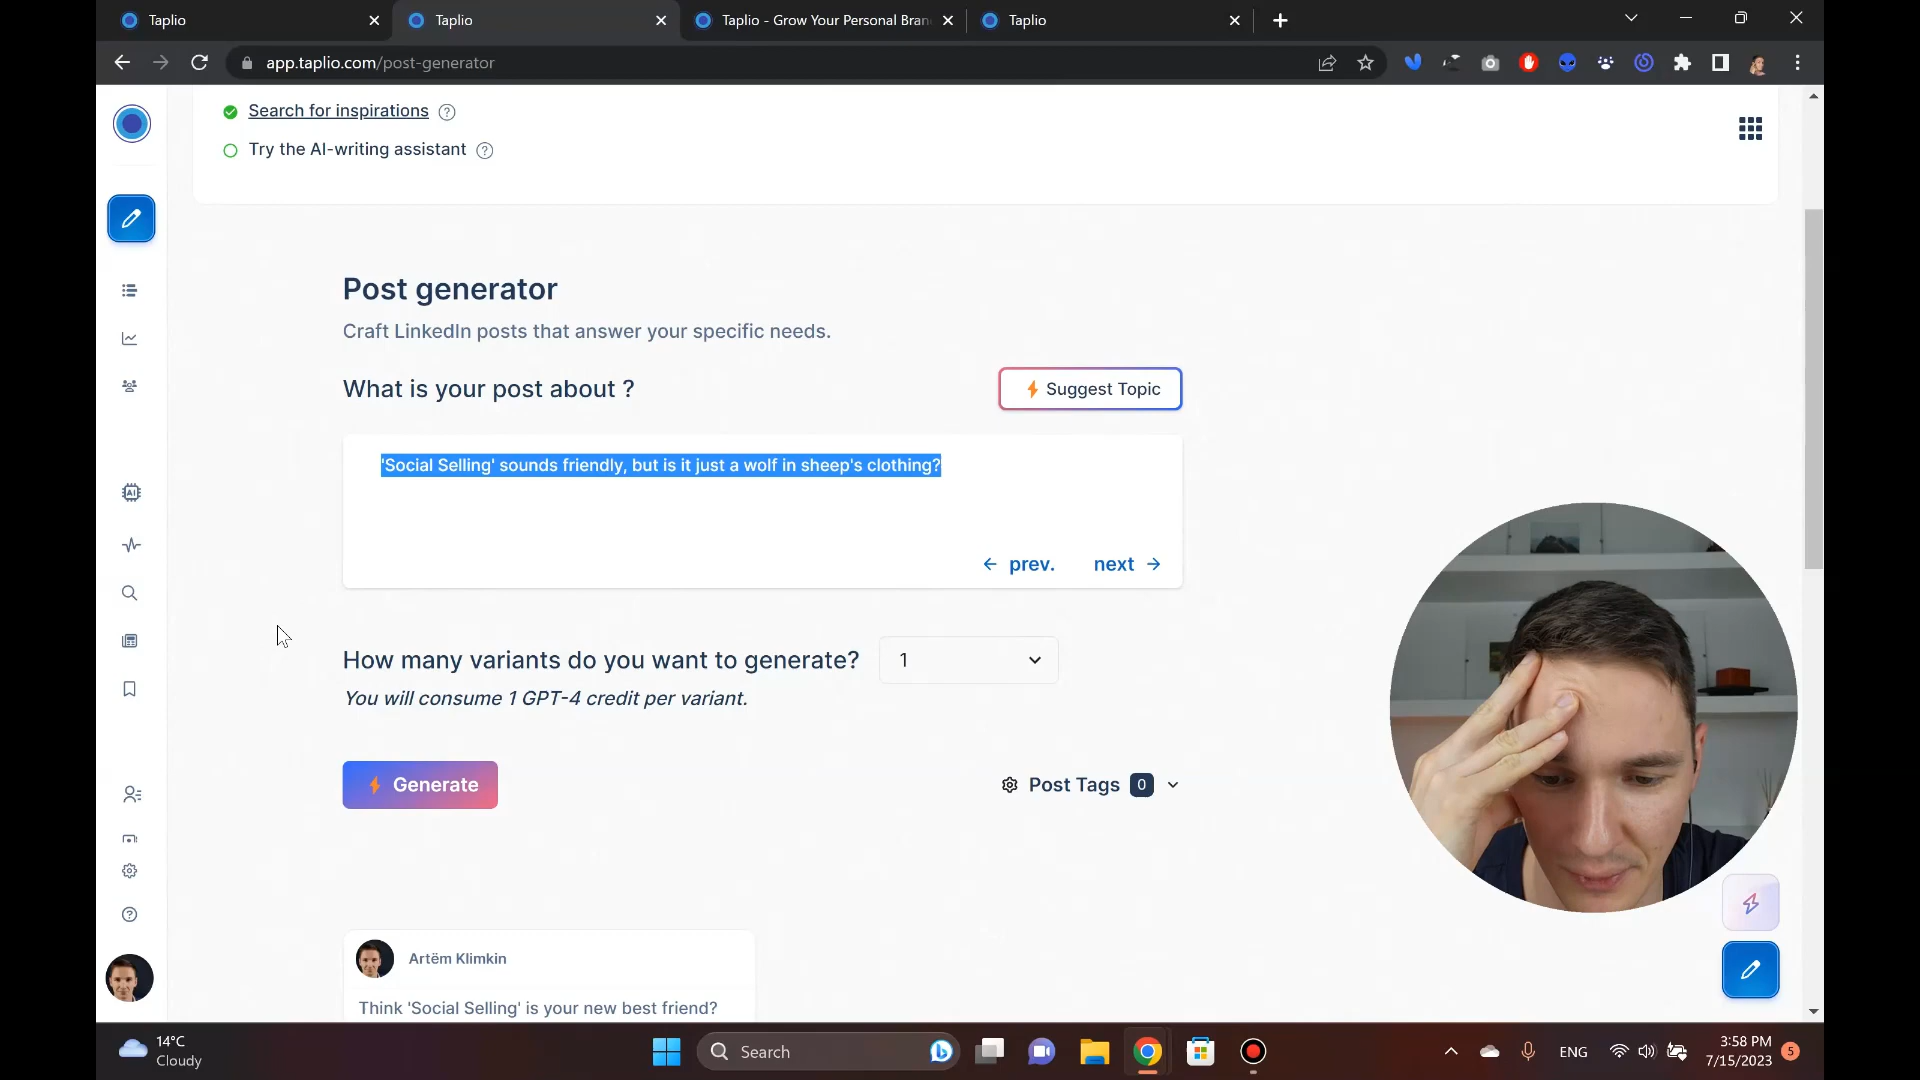 Taplio
Taplio
Taplio - Grow Your Personal Bran
Taplio
app.taplio.com/post-generator
Search for inspirations ?
Try the AI-writing assistant ?
Post generator
Craft LinkedIn posts that answer your specific needs.
What is your post about ?
Suggest Topic
'Social Selling' sounds friendly, but is it just a wolf in sheep's clothing?
← prev. next →
How many variants do you want to generate? 1
You will consume 1 GPT-4 credit per variant.
Generate
Post Tags 0
AI
Artëm Klimkin
Think 'Social Selling' is your new best friend?
14°C
Cloudy
Search
ENG
3:58 PM
7/15/2023
5